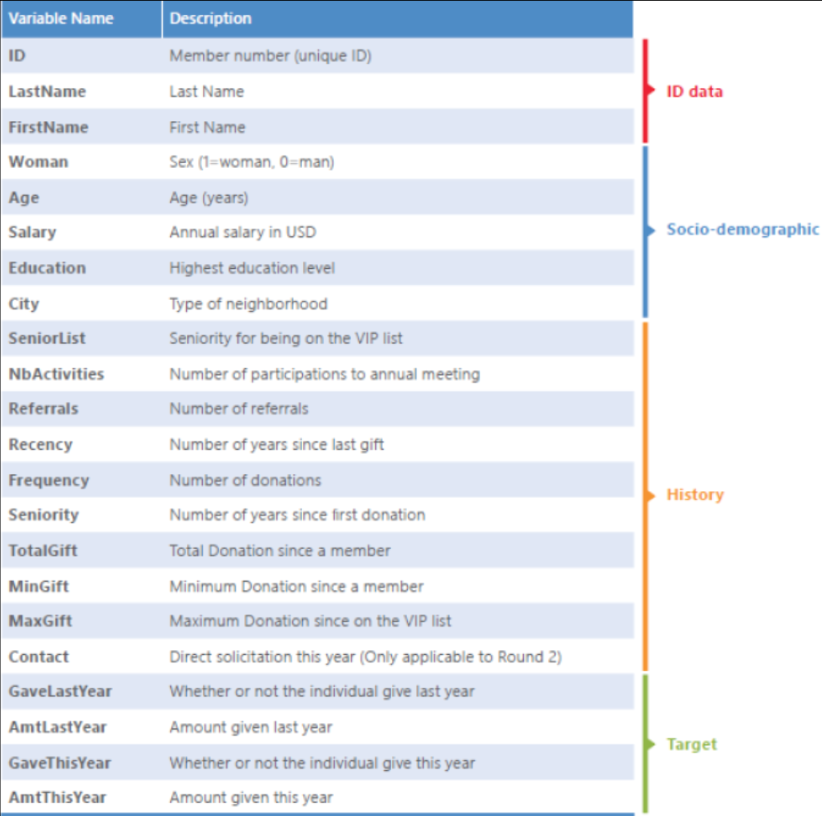 Variable Name Description
ID Member number (unique ID)
LastName Last Name
FirstName First Name
ID data
Woman Sex (1=woman, 0=man)
Age Age (years)
Salary Annual salary in USD
Education Highest education level
City Type of neighborhood
Socio-demographic
SeniorList Seniority for being on the VIP list
NbActivities Number of participations to annual meeting
Referrals Number of referrals
Recency Number of years since last gift
Frequency Number of donations
Seniority Number of years since first donation
TotalGift Total Donation since a member
MinGift Minimum Donation since a member
MaxGift Maximum Donation since on the VIP list
Contact Direct solicitation this year (Only applicable to Round 2)
History
GaveLastYear Whether or not the individual give last year
AmtLastYear Amount given last year
GaveThisYear Whether or not the individual give this year
AmtThisYear Amount given this year
Target